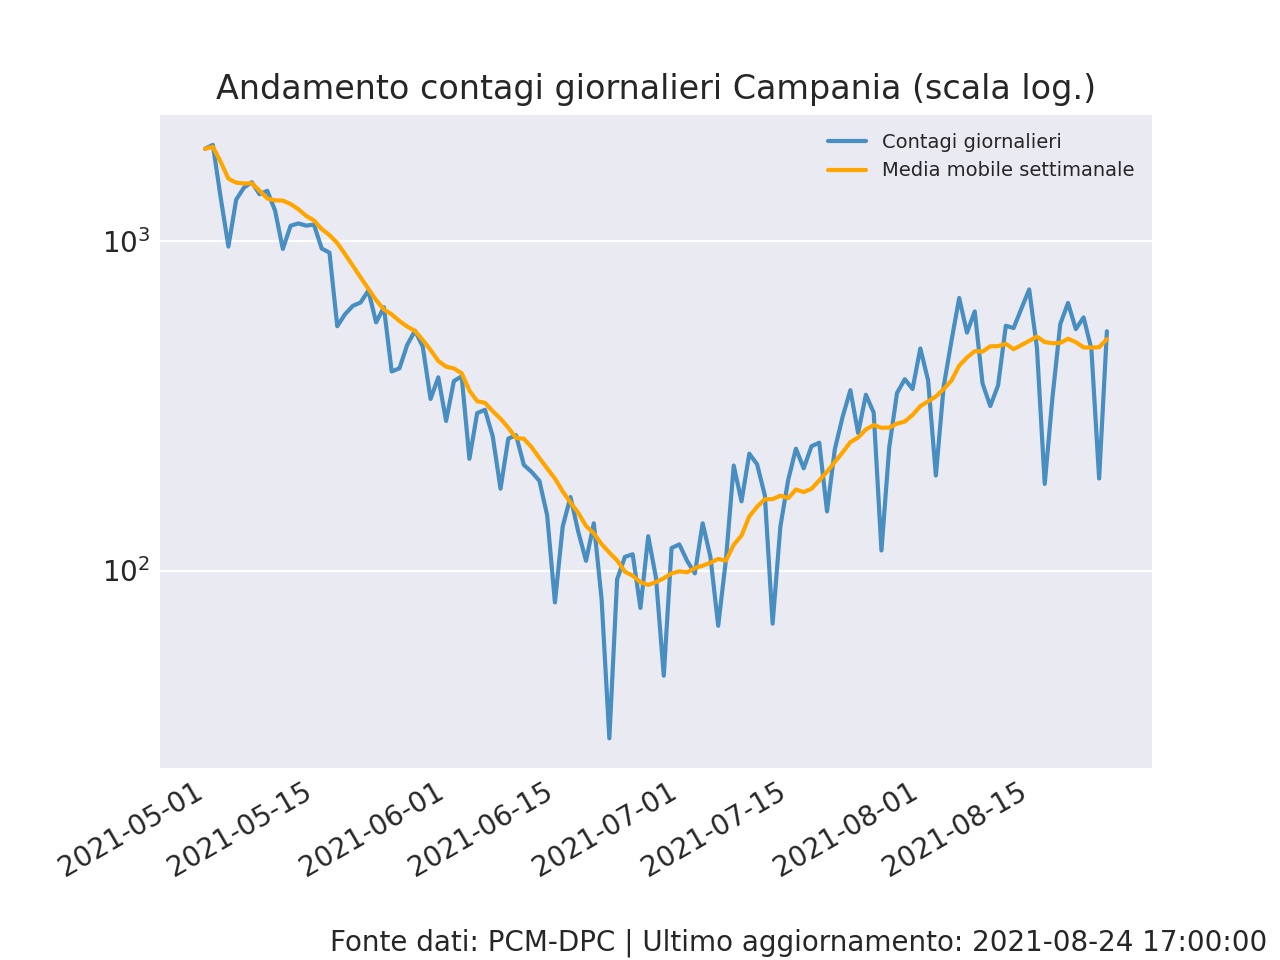 Andamento contagi giornalieri Campania (scala log.)
Contagi giornalieri
Media mobile settimanale
10³
10²
2021-05-01
2021-05-15
2021-06-01
2021-06-15
2021-07-01
2021-07-15
2021-08-01
2021-08-15
Fonte dati: PCM-DPC | Ultimo aggiornamento: 2021-08-24 17:00:00